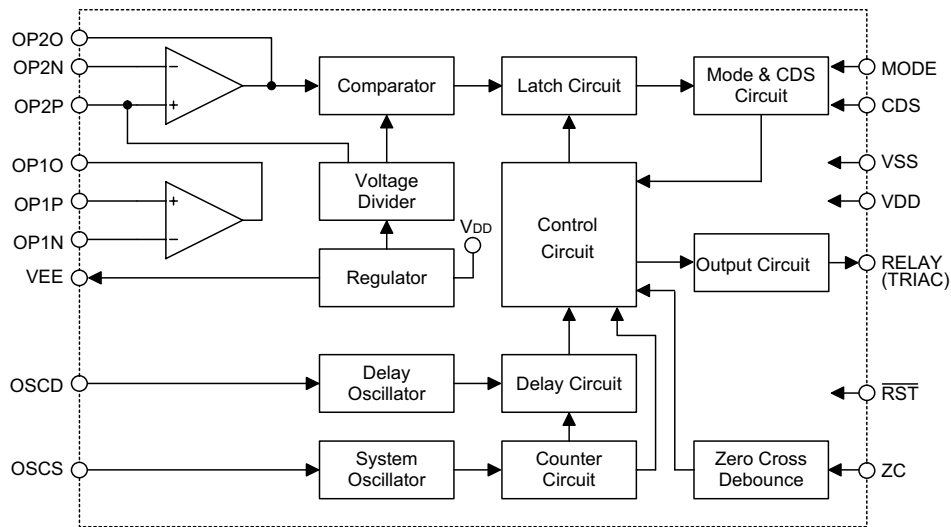 OP2O
OP2N
−
OP2P
+
Comparator
Latch Circuit
Mode & CDS
Circuit
MODE
CDS
OP1O
OP1P
+
OP1N
−
VEE
Voltage
Divider
VDD
Regulator
Control
Circuit
VSS
VDD
Output Circuit
RELAY
(TRIAC)
OSCD
Delay
Oscillator
Delay Circuit
RST
OSCS
System
Oscillator
Counter
Circuit
Zero Cross
Debounce
ZC